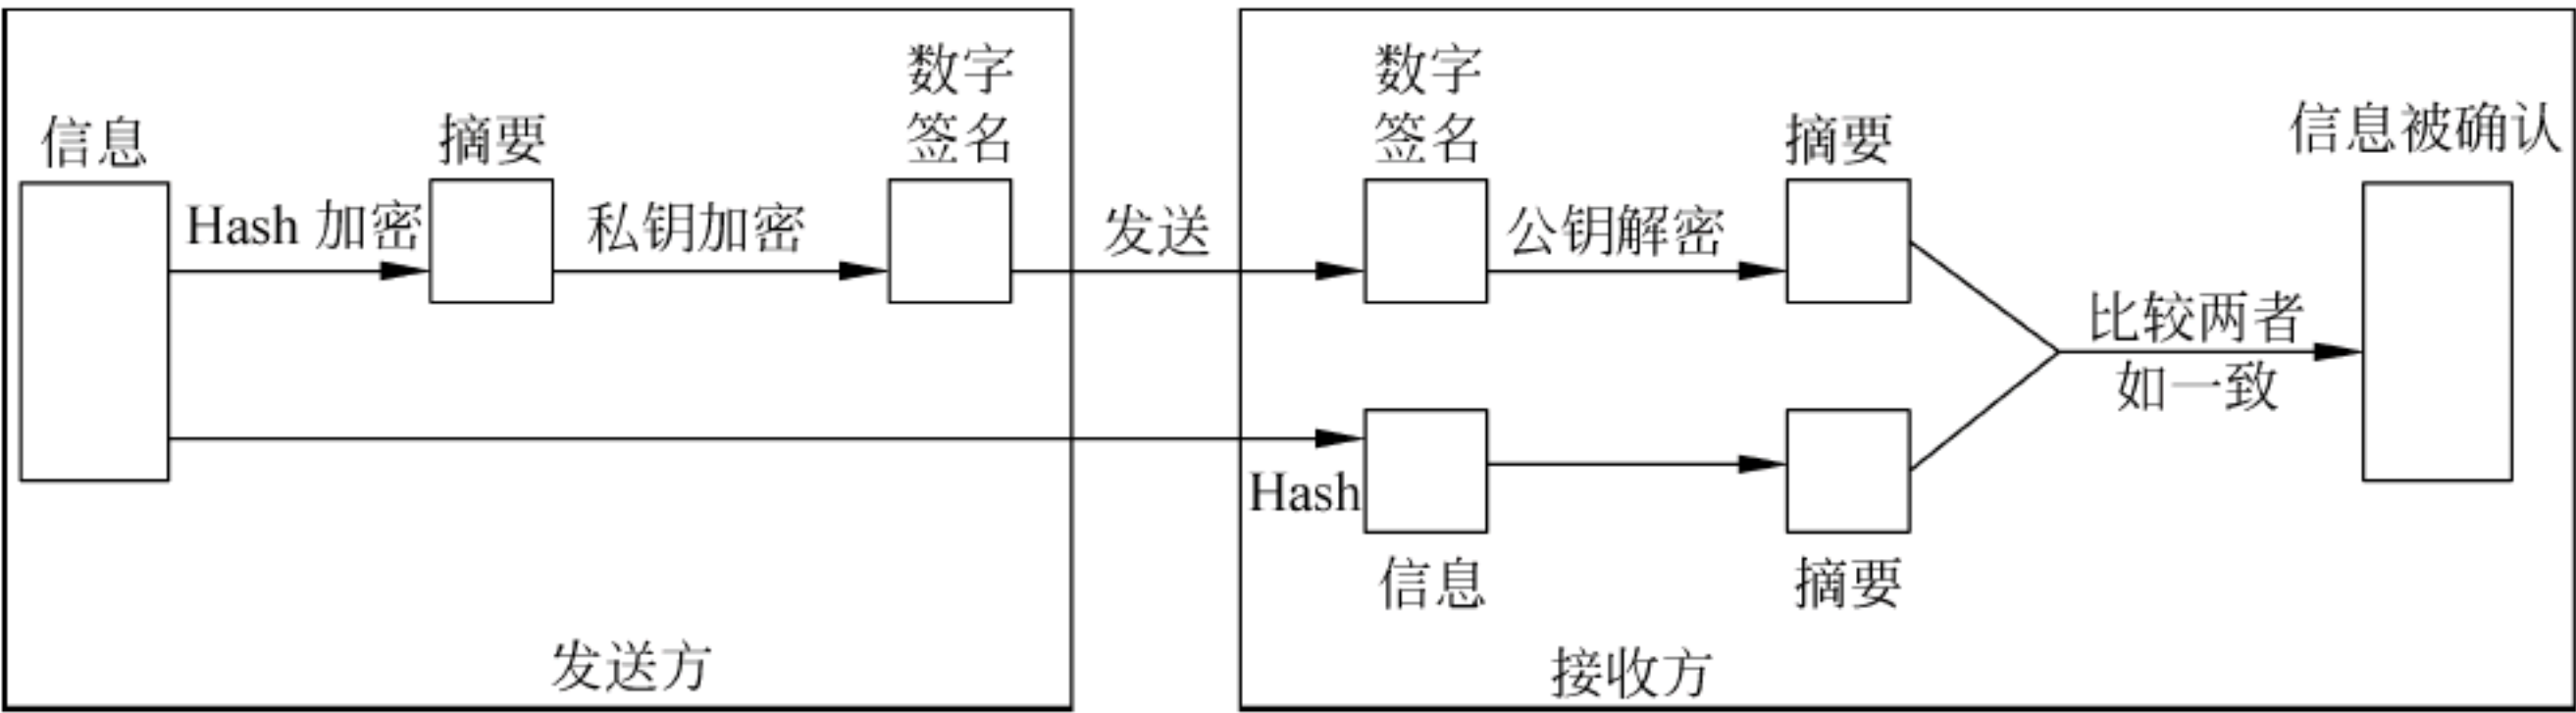 信息
Hash 加密
摘要
私钥加密
数字
签名
发送
发送方
数字
签名
公钥解密
摘要
Hash
信息
摘要
比较两者
如一致
信息被确认
接收方